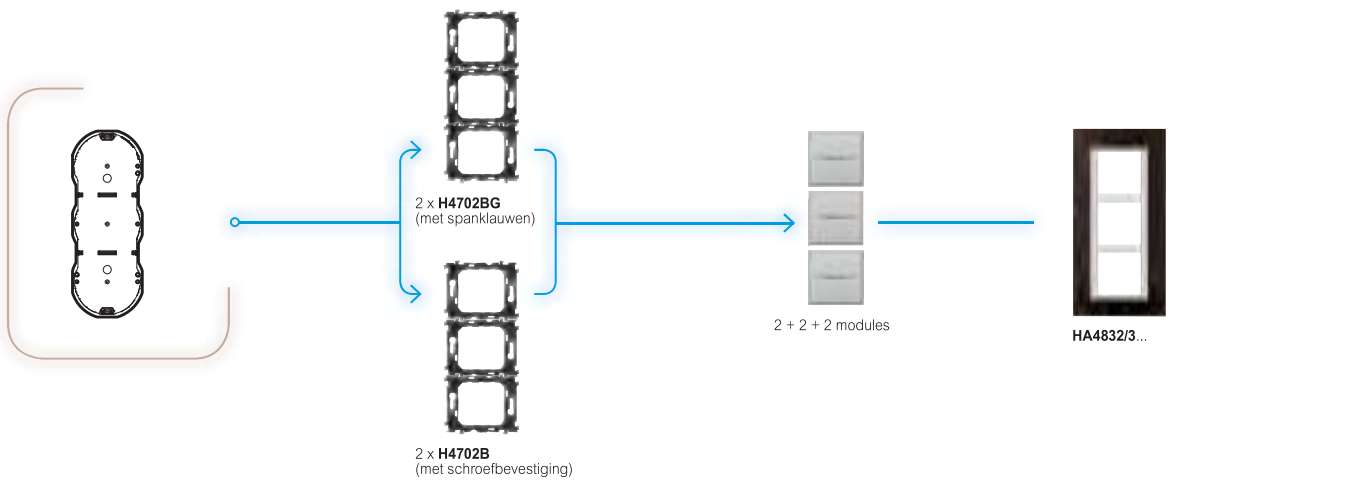 2 x H4702BG
(met spanklauwen)
2 x H4702B
(met schroefbevestiging)
2 + 2 + 2 modules
HA4832/3...